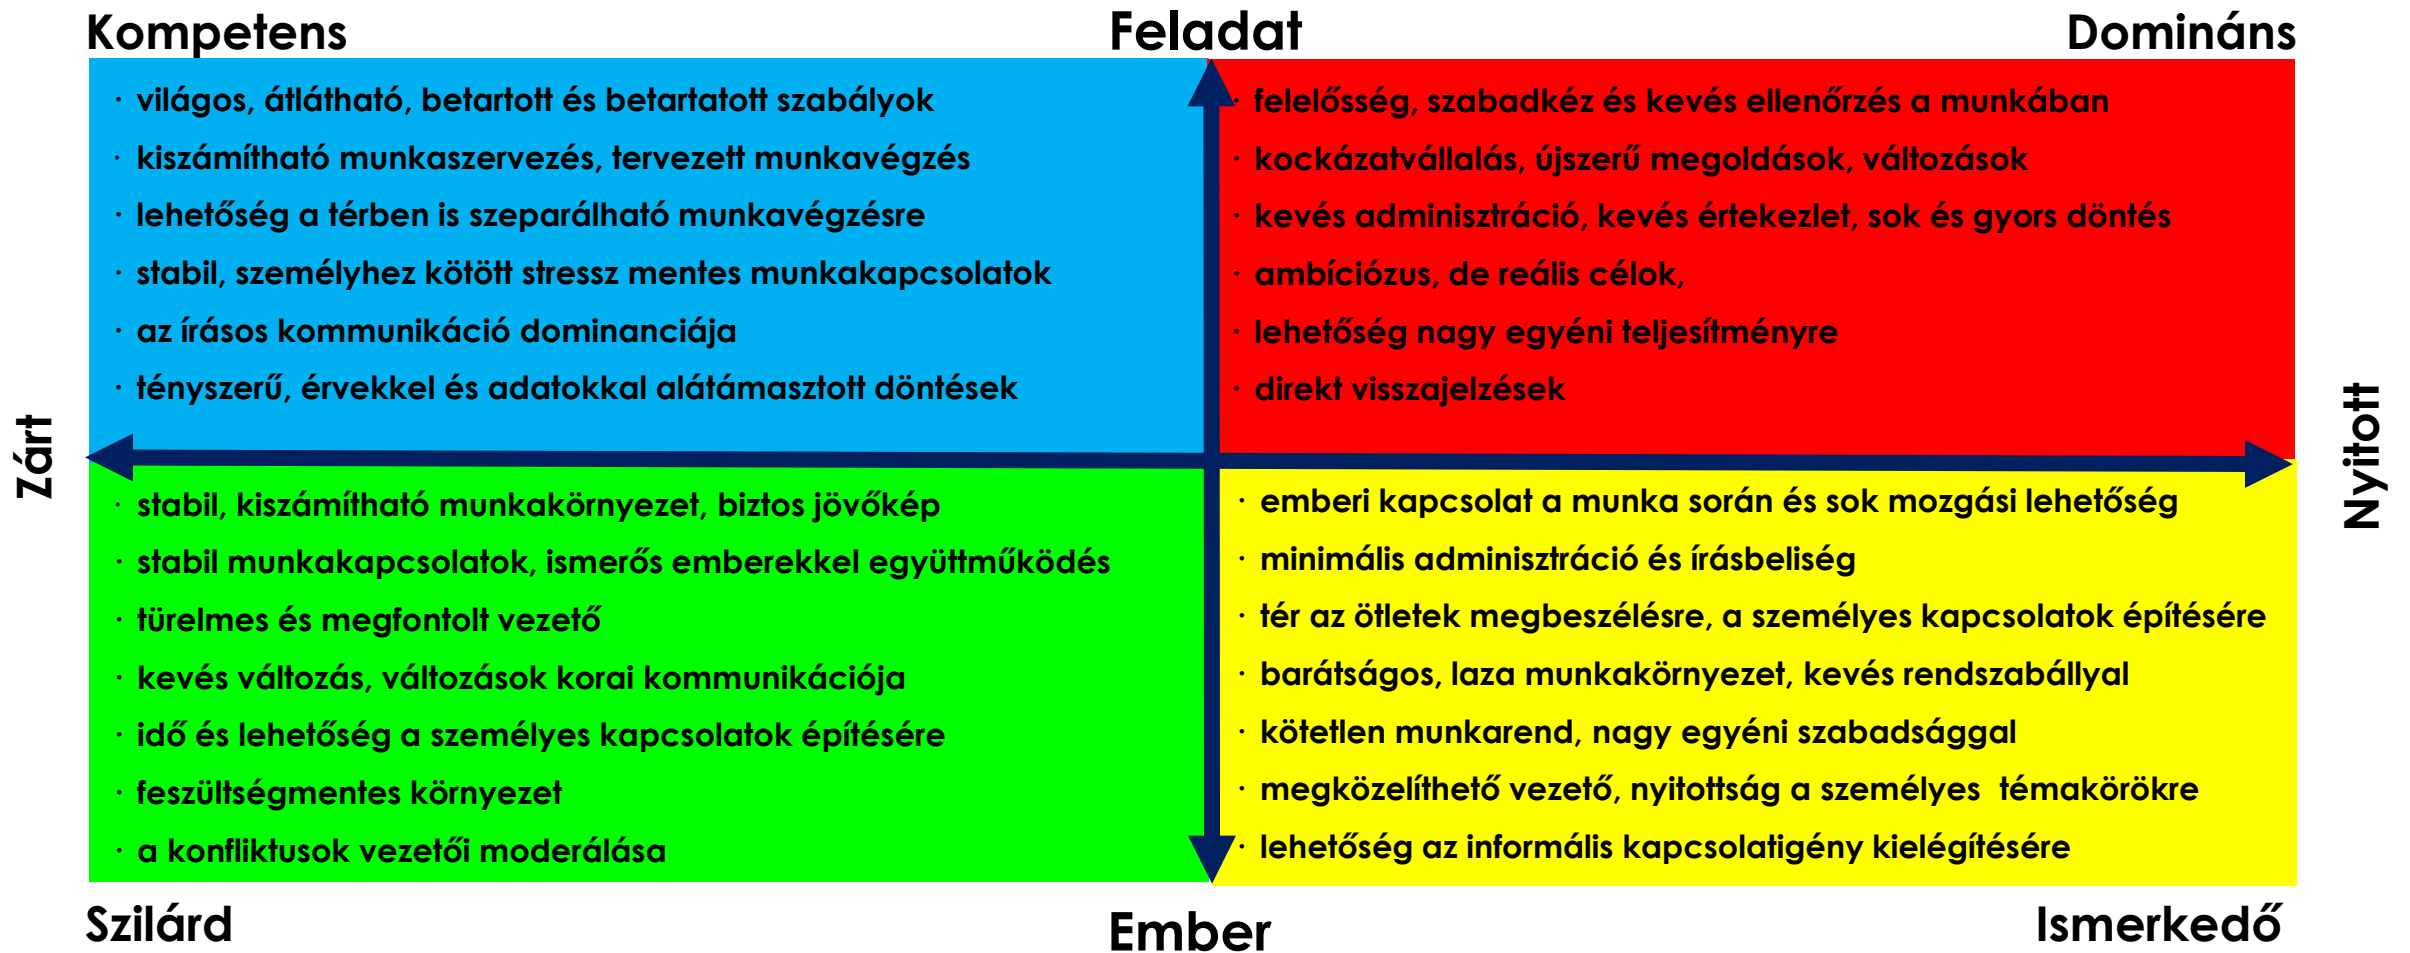 Kompetens
Feladat
Domináns
· világos, átlátható, betartott és betartatott szabályok
· kiszámítható munkaszervezés, tervezett munkavégzés
· lehetőség a térben is szeparálható munkavégzésre
· stabil, személyhez kötött stressz mentes munkakapcsolatok
· az írásos kommunikáció dominanciája
· tényszerű, érvekkel és adatokkal alátámasztott döntések
· felelősség, szabadkéz és kevés ellenőrzés a munkában
· kockázatvállalás, újszerű megoldások, változások
· kevés adminisztráció, kevés értekezlet, sok és gyors döntés
· ambíciózus, de reális célok,
· lehetőség nagy egyéni teljesítményre
· direkt visszajelzések
Zárt
Nyitott
· stabil, kiszámítható munkakörnyezet, biztos jövőkép
· stabil munkakapcsolatok, ismerős emberekkel együttműködés
· türelmes és megfontolt vezető
· kevés változás, változások korai kommunikációja
· idő és lehetőség a személyes kapcsolatok építésére
· feszültségmentes környezet
· a konfliktusok vezetői moderálása
· emberi kapcsolat a munka során és sok mozgási lehetőség
· minimális adminisztráció és írásbeliség
· tér az ötletek megbeszélésre, a személyes kapcsolatok építésére
· barátságos, laza munkakörnyezet, kevés rendszabállyal
· kötetlen munkarend, nagy egyéni szabadsággal
· megközelíthető vezető, nyitottság a személyes  témakörökre
· lehetőség az informális kapcsolatigény kielégítésére
Szilárd
Ember
Ismerkedő